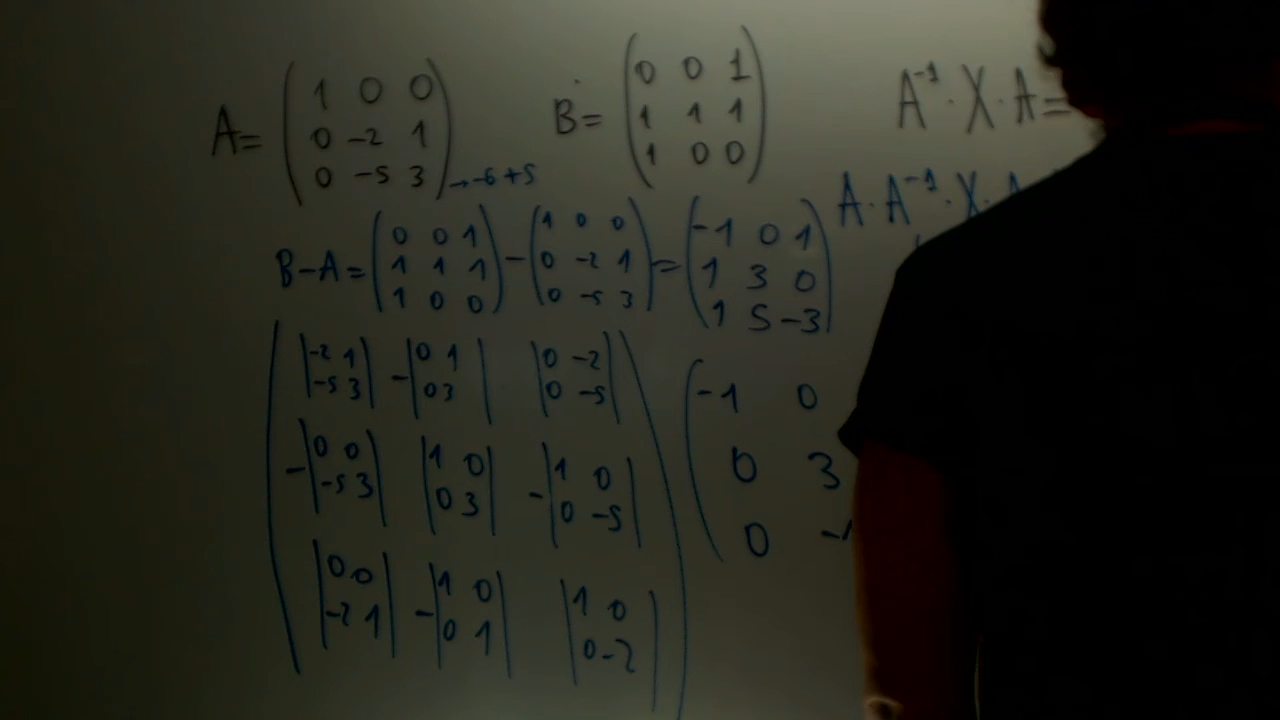 A= ( 1 0 0 B= ( 0 0 1 A⁻¹·X·A=
0 -2 1 1 1 1
0 -5 3 ) → -6+5 1 0 0 ) A·A⁻¹·X·
B-A= ( 0 0 1 ) - ( 1 0 0 ) = ( -1 0 1 )
1 1 1 0 -2 1 1 3 0
1 0 0 0 -5 3 1 5 -3
( |-2 1| -|0 1| |0 -2| ) ( -1 0
|-5 3| |0 3| |0 -5|
-|0 0| |1 0| -|1 0| 0 3
|-5 3| |0 3| |0 -5|
|0 0| -|1 0| |1 0| 0
|-2 1| |0 1| |0 -2|